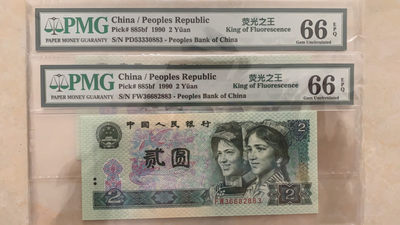 PMG
PAPER MONEY GUARANTY
China / Peoples Republic
Pick# 885bf 1990 2 Yüan
S/N PD53330883 - Peoples Bank of China
荧光之王
King of Fluorescence
66 EPQ
Gem Uncirculated
PMG
PAPER MONEY GUARANTY
China / Peoples Republic
Pick# 885bf 1990 2 Yüan
S/N FW36682883 - Peoples Bank of China
荧光之王
King of Fluorescence
66 EPQ
Gem Uncirculated
中国人民银行
2
贰圆
FW36682883
2
2